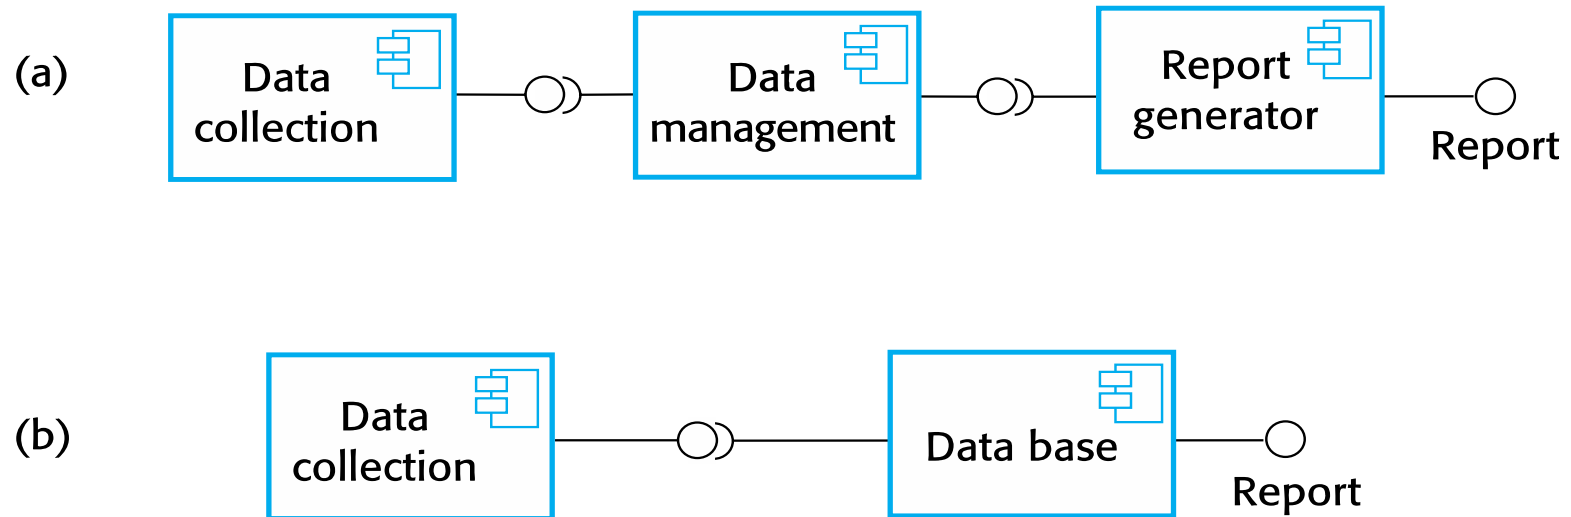 (a)
Data
collection
Data
management
Report
generator
Report
(b)
Data
collection
Data base
Report